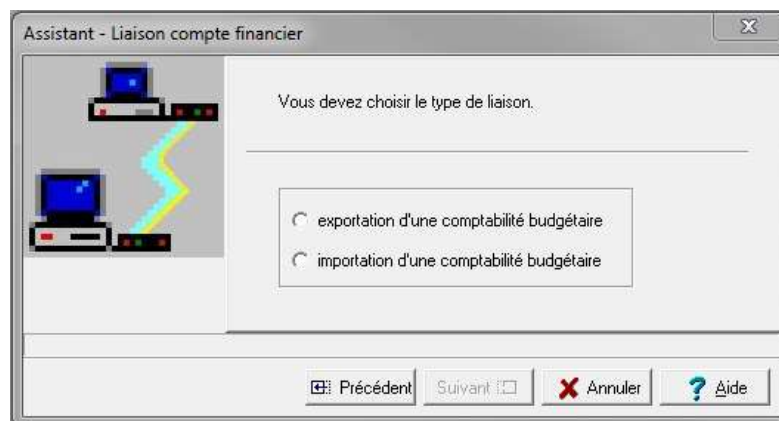 Assistant - Liaison compte financier
Vous devez choisir le type de liaison.
exportation d'une comptabilité budgétaire
importation d'une comptabilité budgétaire
Précédent Suivant Annuler Aide